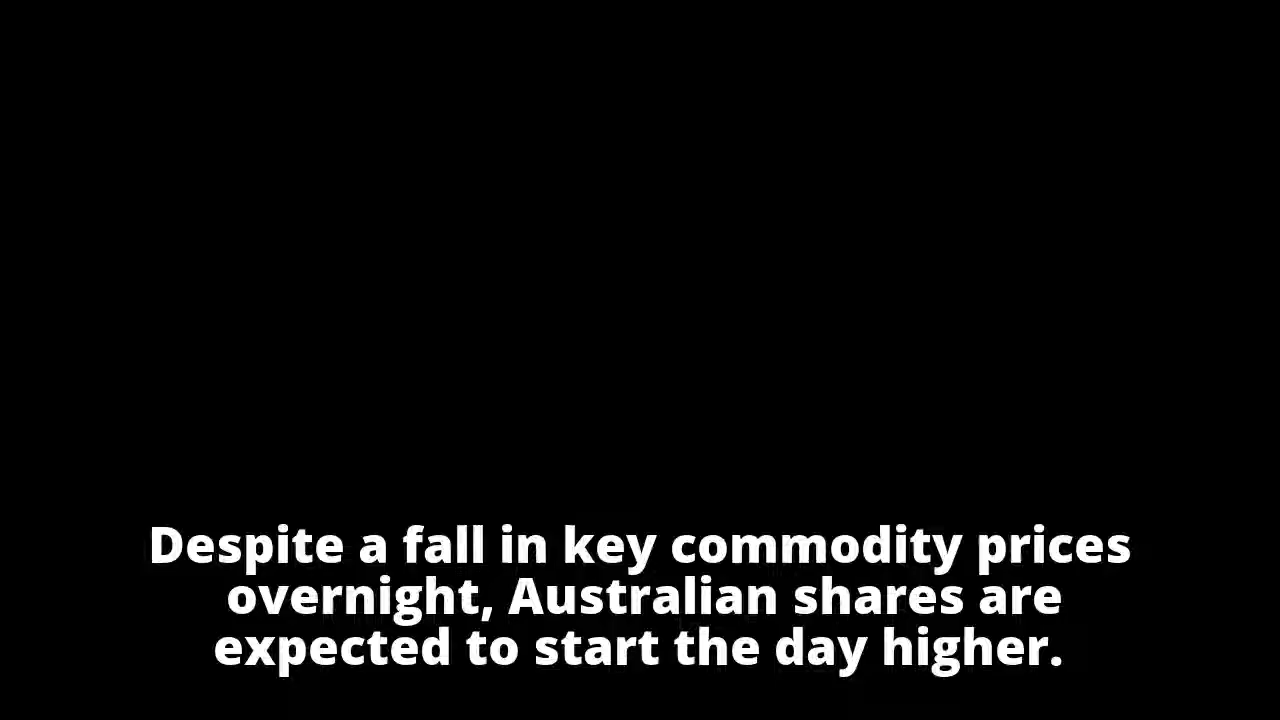 Despite a fall in key commodity prices
overnight, Australian shares are
expected to start the day higher.